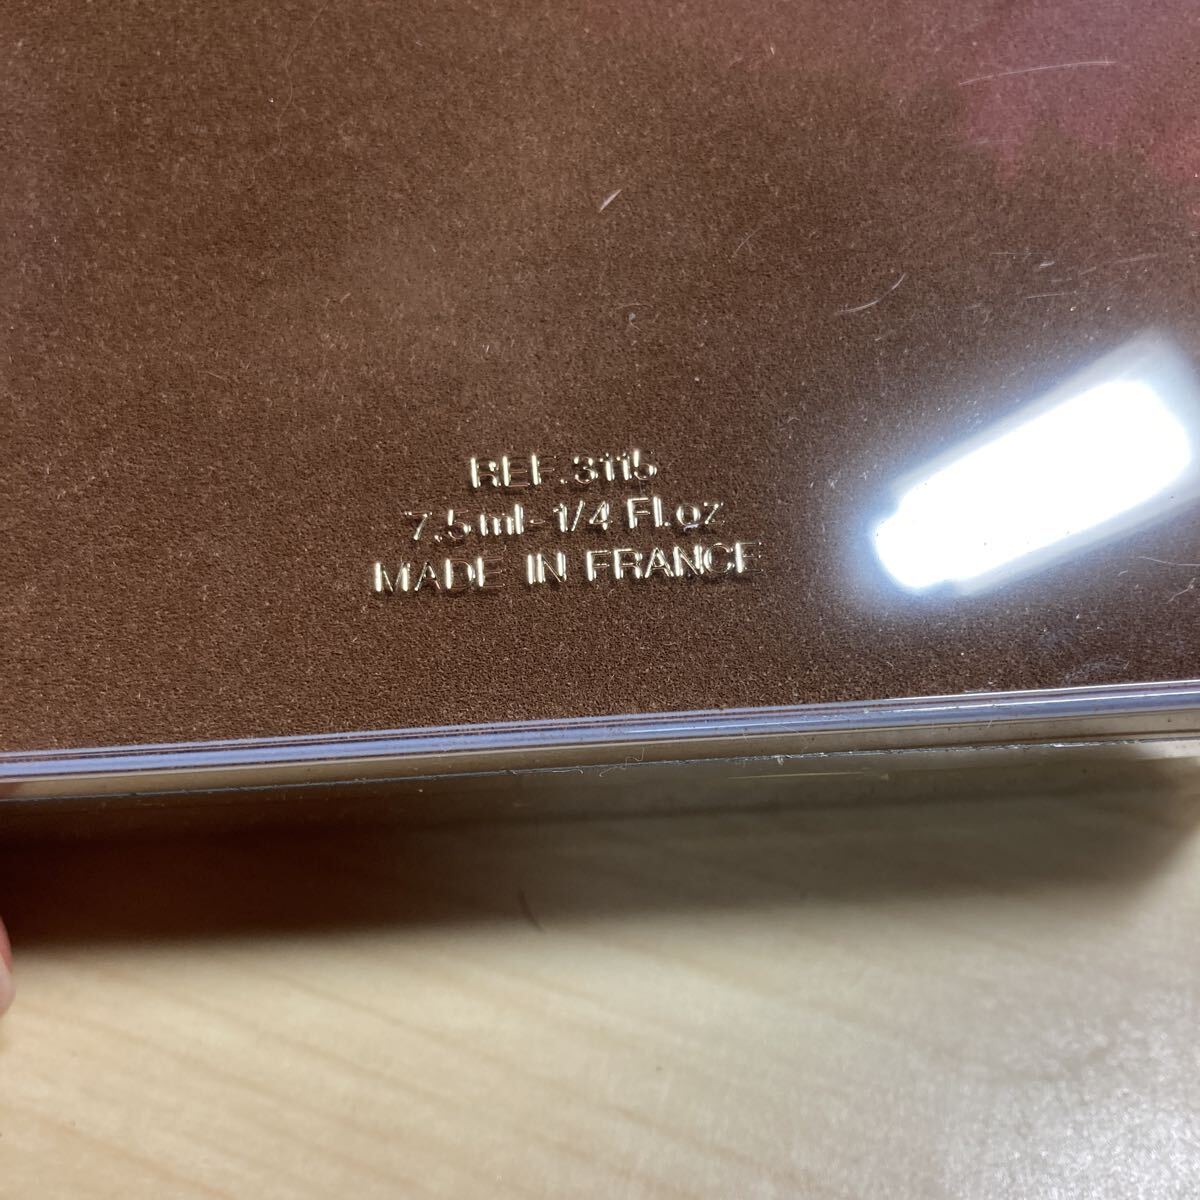 REF.3115
7.5ml-1/4 Fl.oz
MADE IN FRANCE